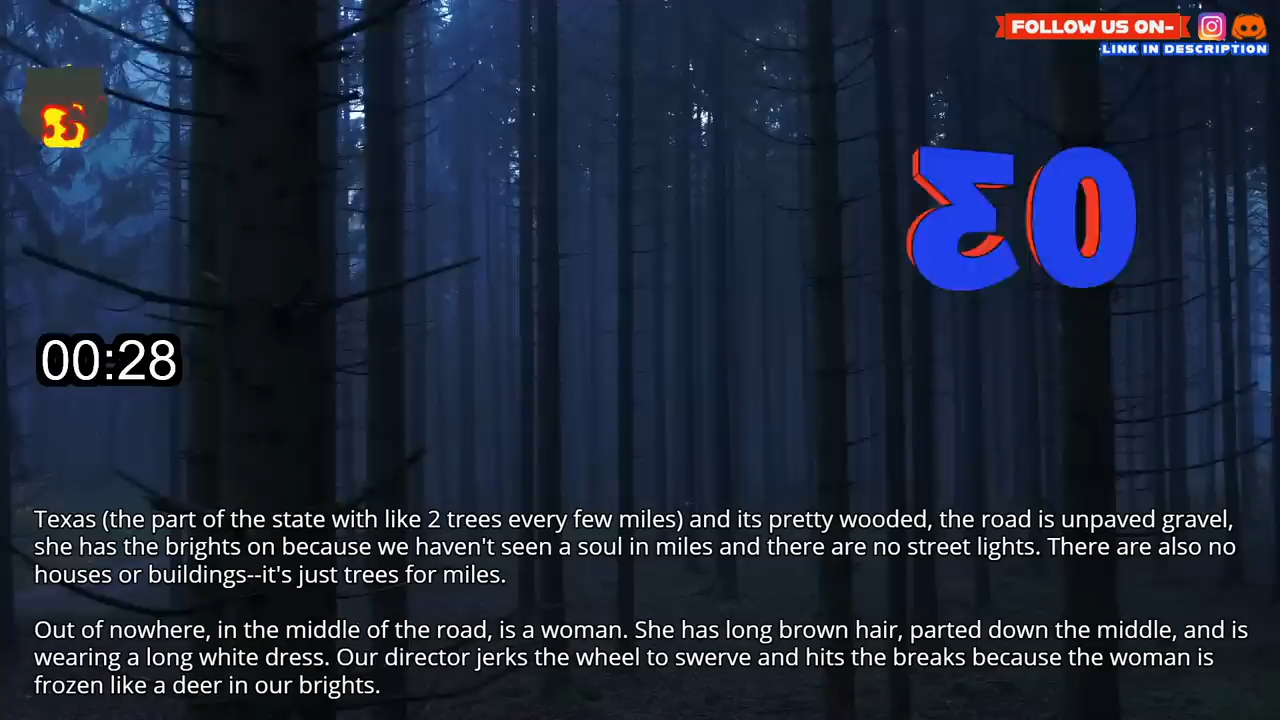 FOLLOW US ON-
LINK IN DESCRIPTION
30
00:28
Texas (the part of the state with like 2 trees every few miles) and its pretty wooded, the road is unpaved gravel,
she has the brights on because we haven't seen a soul in miles and there are no street lights. There are also no
houses or buildings--it's just trees for miles.
Out of nowhere, in the middle of the road, is a woman. She has long brown hair, parted down the middle, and is
wearing a long white dress. Our director jerks the wheel to swerve and hits the breaks because the woman is
frozen like a deer in our brights.